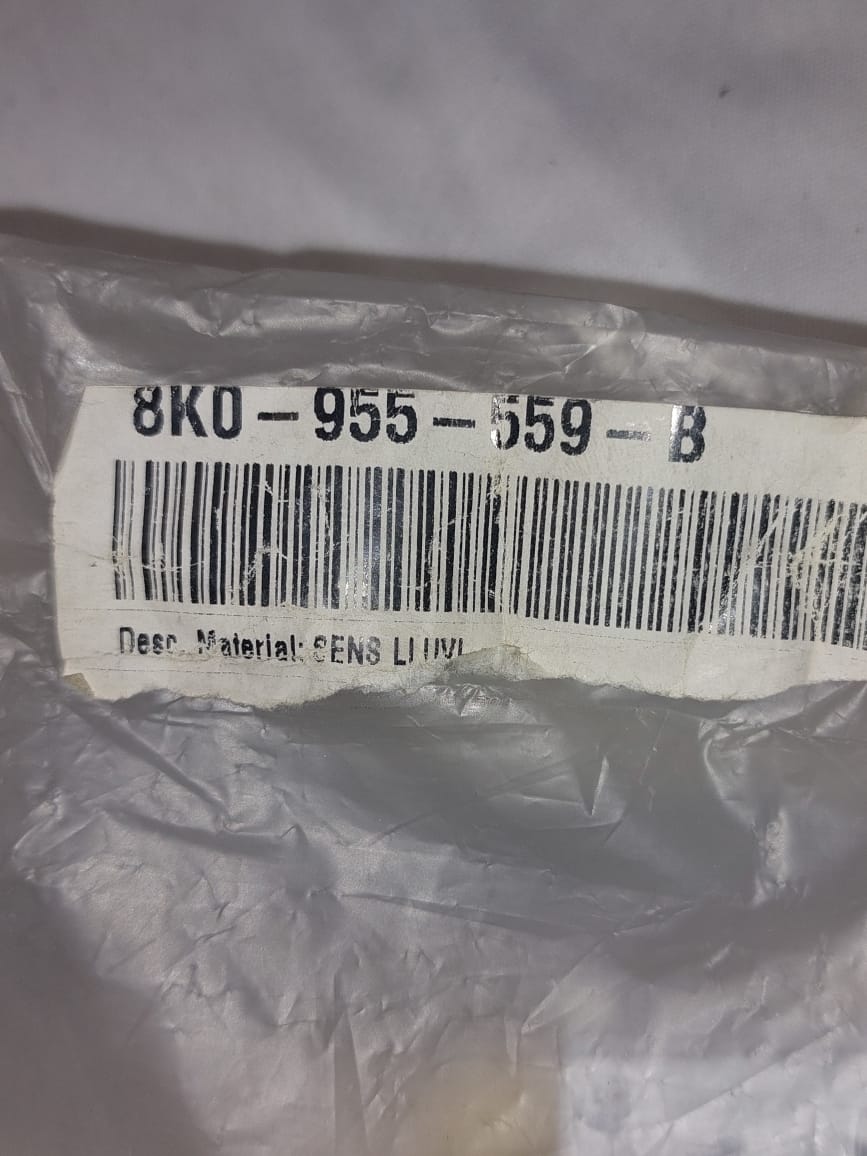 8K0-955-559-B
Desc. Material: SENS LLUVI